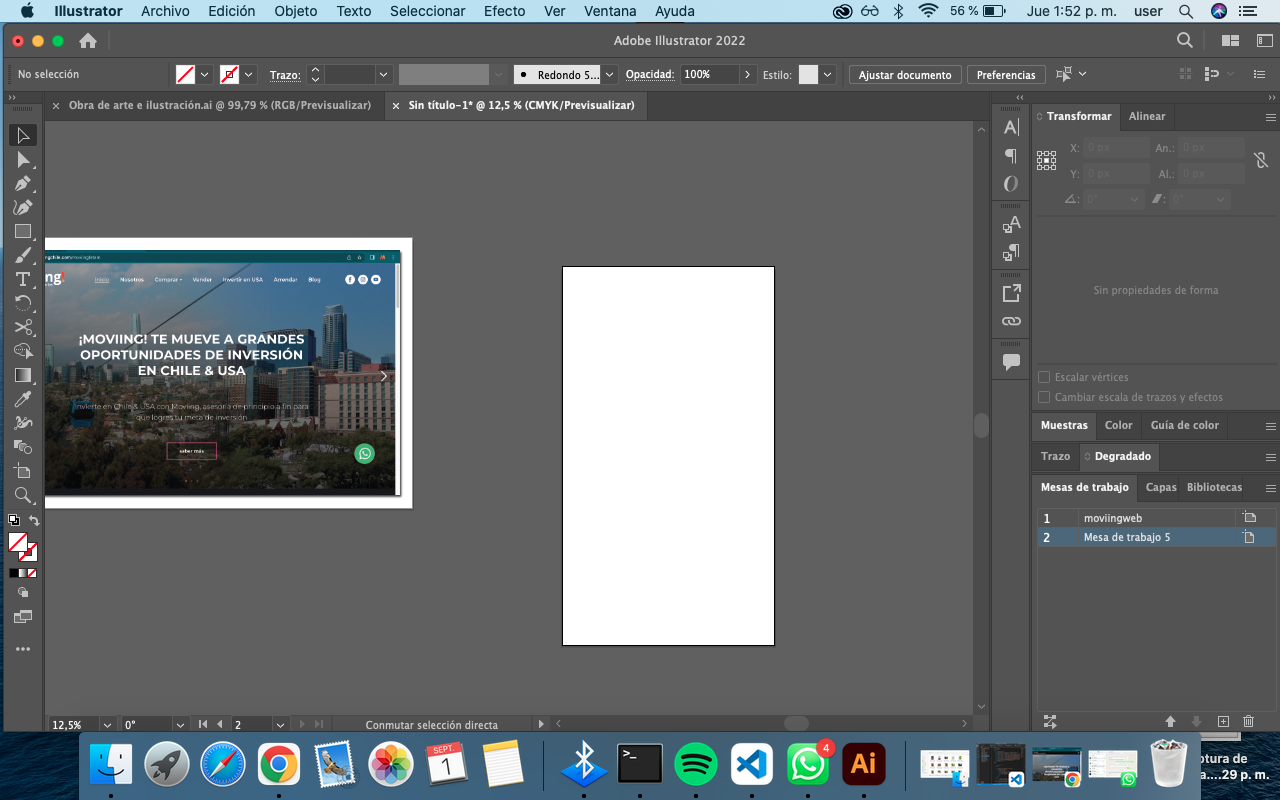 Illustrator Archivo Edición Objeto Texto Seleccionar Efecto Ver Ventana Ayuda 56 % Jue 1:52 p. m. user
Adobe Illustrator 2022
No selección Trazo: Redondo 5... Opacidad: 100% Estilo: Ajustar documento Preferencias
Obra de arte e ilustración.ai @ 99,79 % (RGB/Previsualizar) Sin título-1* @ 12,5 % (CMYK/Previsualizar)
Transformar Alinear
X: 0 px An.: 0 px
Y: 0 px Al.: 0 px
0° 0°
Sin propiedades de forma
Escalar vértices
Cambiar escala de trazos y efectos
Muestras Color Guía de color
Trazo Degradado
Mesas de trabajo Capas Bibliotecas
1 moviingweb
2 Mesa de trabajo 5
ng!
Inicio Nosotros Comprar Vender Invertir en USA Arrendar Blog
¡MOVIING! TE MUEVE A GRANDES
OPORTUNIDADES DE INVERSIÓN
EN CHILE & USA
Invierte en Chile & USA con Moviing, asesoría de principio a fin para
que logres tu meta de inversión
saber más
12,5% 0° 2 Conmutar selección directa
SEPT.
1
>_
4
Ai
ptura de
a....29 p. m.